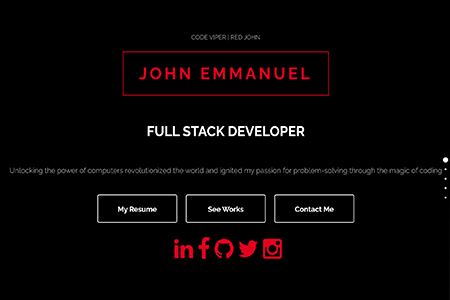 CODE VIPER | RED JOHN
JOHN EMMANUEL
FULL STACK DEVELOPER
Unlocking the power of computers revolutionized the world and ignited my passion for problem-solving through the magic of coding
My Resume
See Works
Contact Me